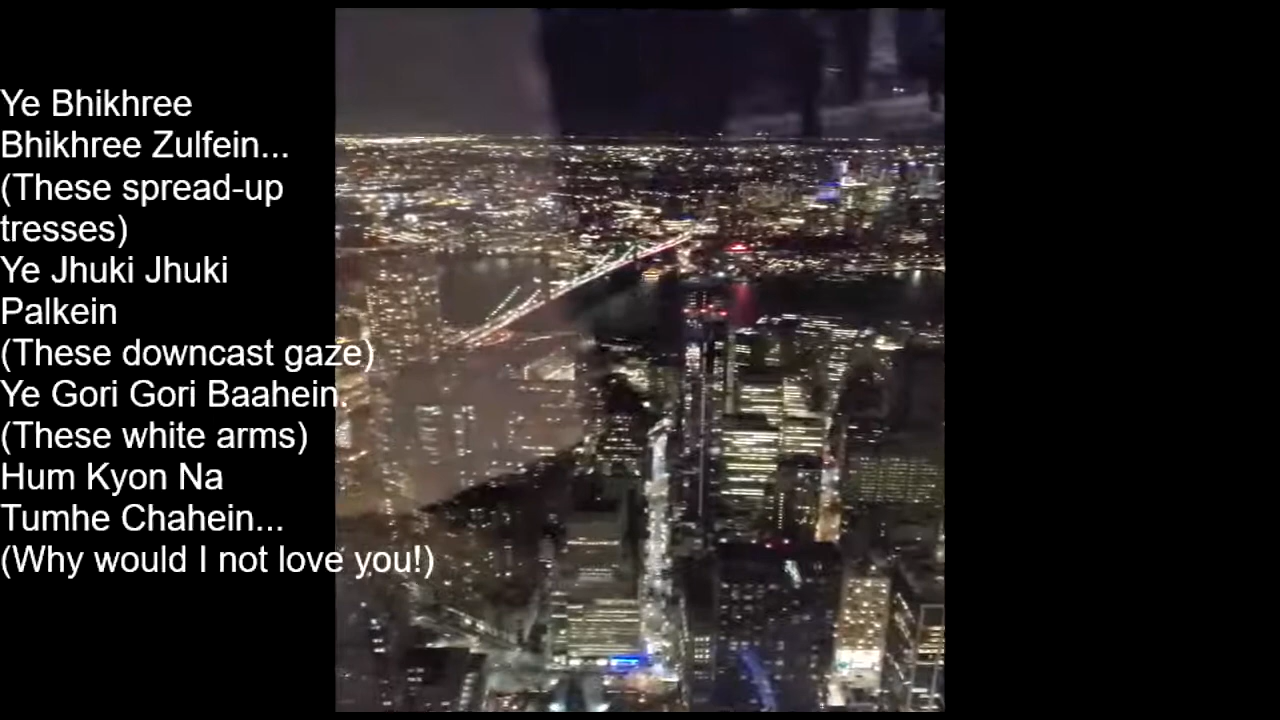 Ye Bhikhree
Bhikhree Zulfein...
(These spread-up
tresses)
Ye Jhuki Jhuki
Palkein
(These downcast gaze)
Ye Gori Gori Baahein.
(These white arms)
Hum Kyon Na
Tumhe Chahein...
(Why would I not love you!)